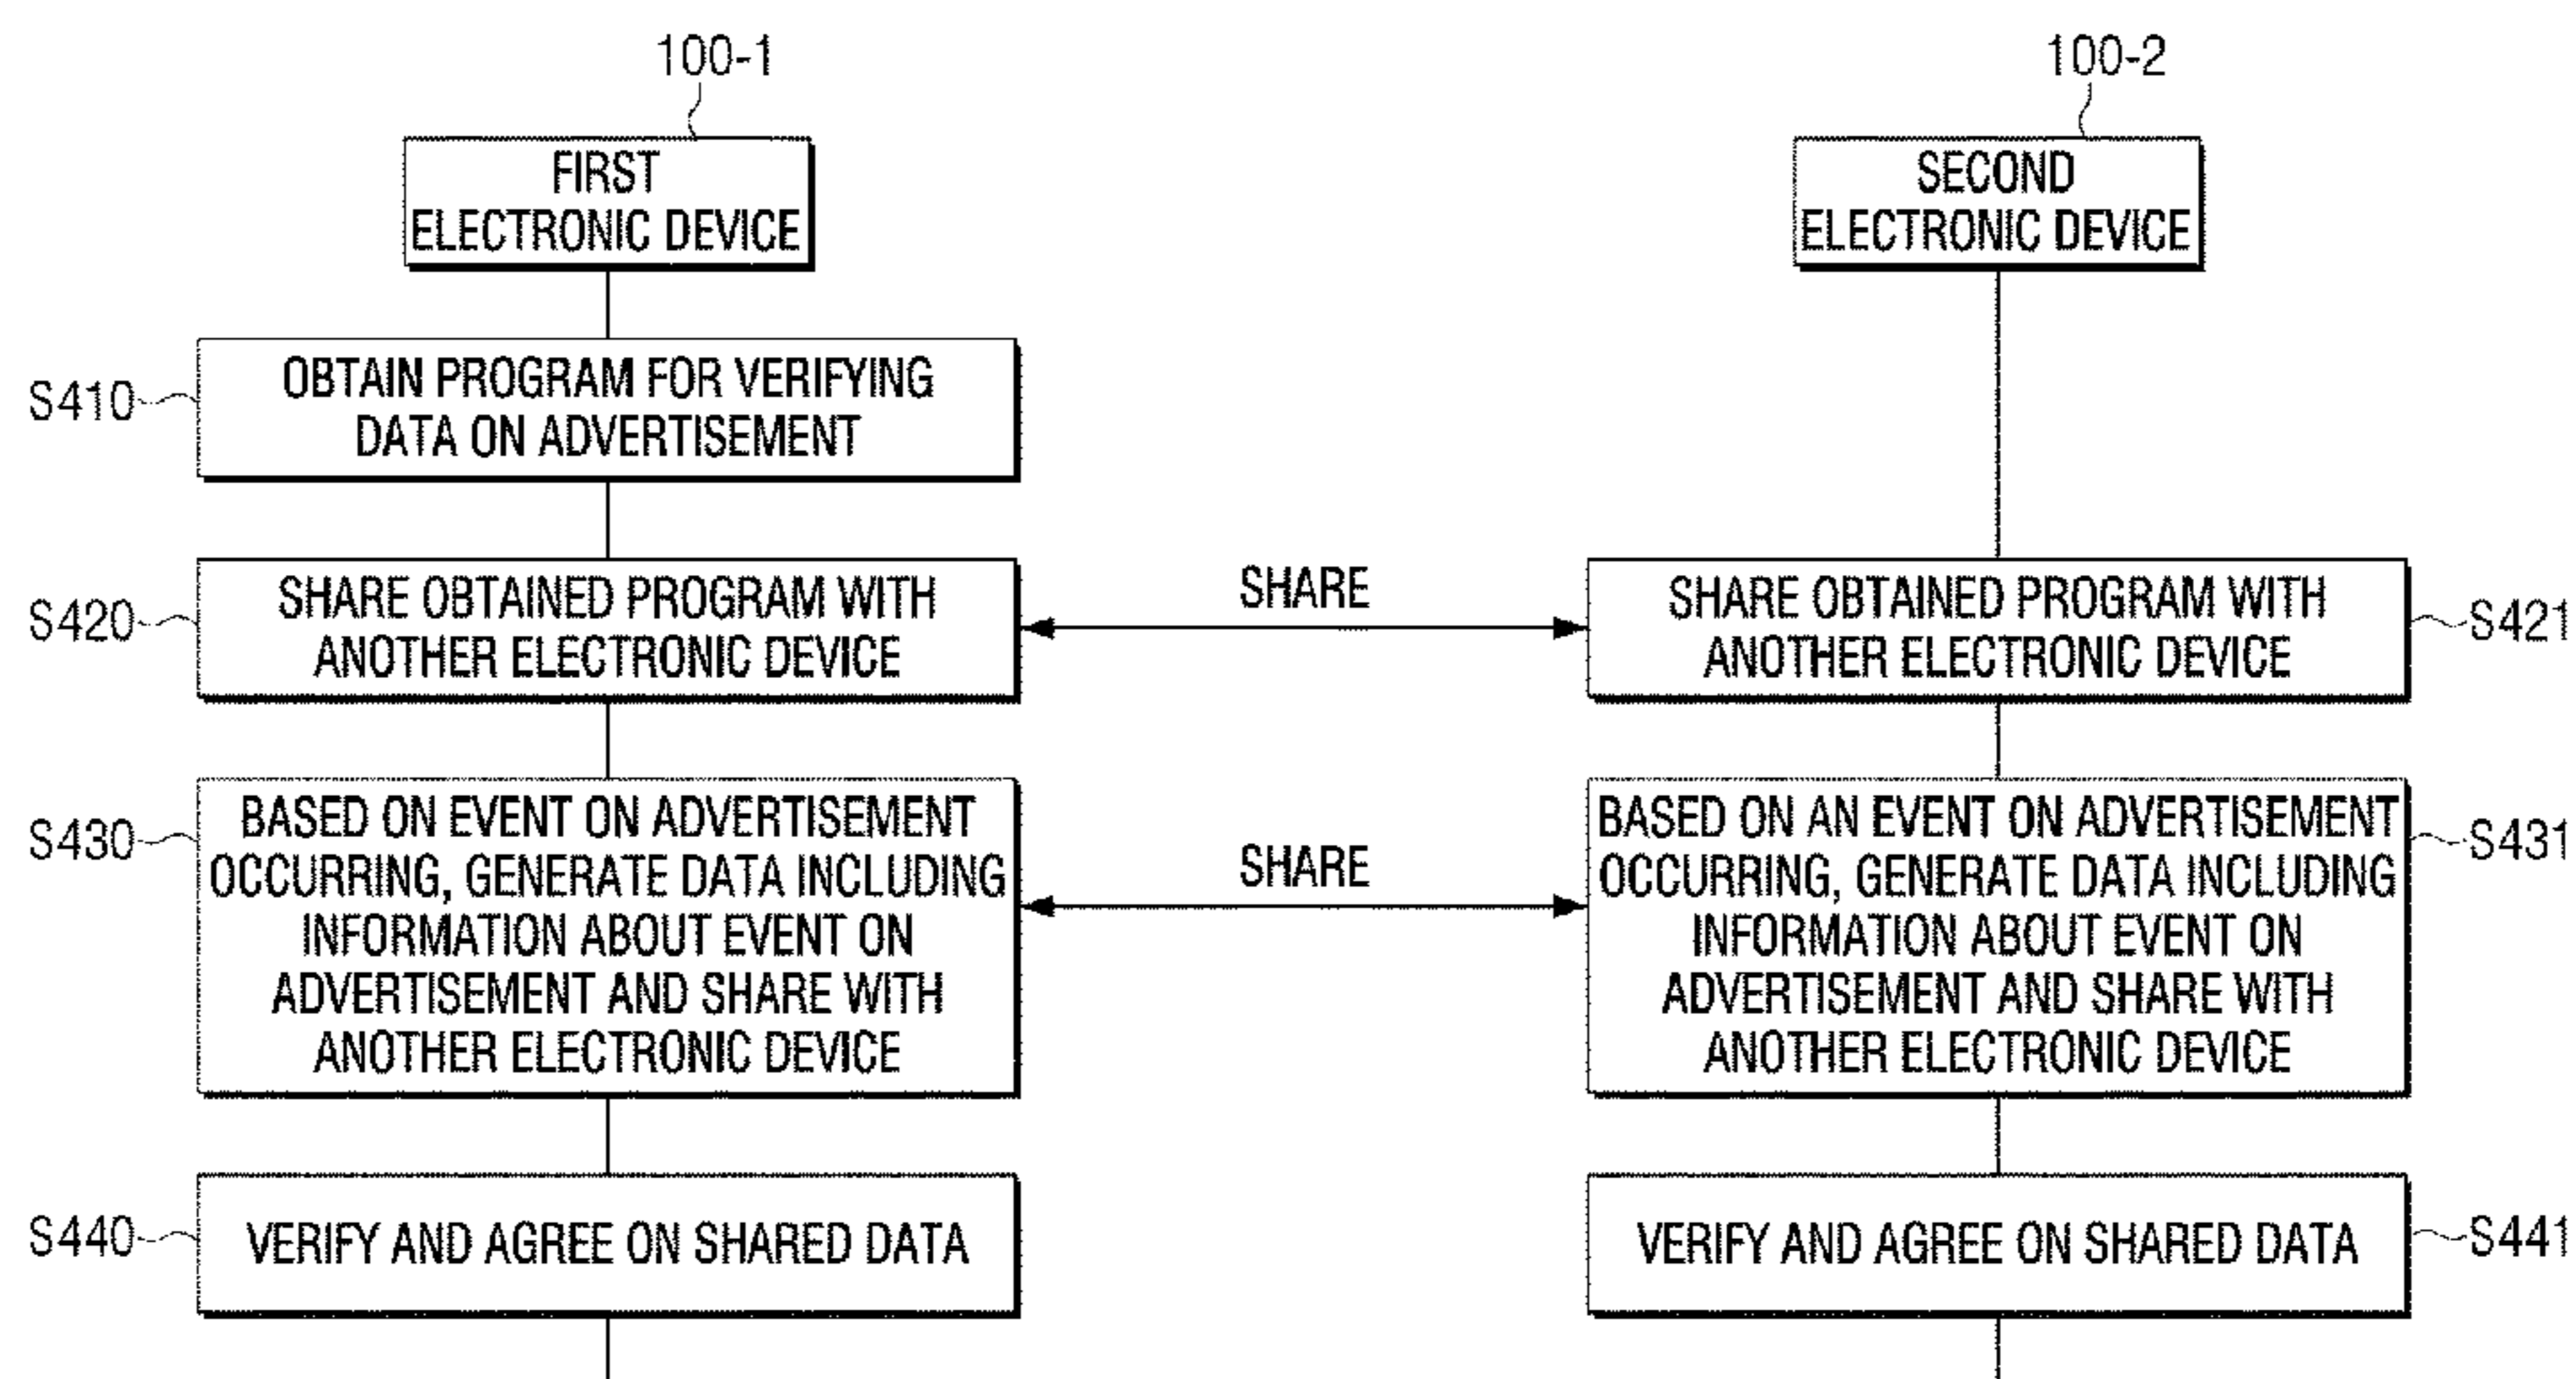 100-1
100-2
FIRST
ELECTRONIC DEVICE
SECOND
ELECTRONIC DEVICE
S410
OBTAIN PROGRAM FOR VERIFYING
DATA ON ADVERTISEMENT
S420
SHARE OBTAINED PROGRAM WITH
ANOTHER ELECTRONIC DEVICE
SHARE
SHARE OBTAINED PROGRAM WITH
ANOTHER ELECTRONIC DEVICE
S421
S430
BASED ON EVENT ON ADVERTISEMENT
OCCURRING, GENERATE DATA INCLUDING
INFORMATION ABOUT EVENT ON
ADVERTISEMENT AND SHARE WITH
ANOTHER ELECTRONIC DEVICE
SHARE
BASED ON AN EVENT ON ADVERTISEMENT
OCCURRING, GENERATE DATA INCLUDING
INFORMATION ABOUT EVENT ON
ADVERTISEMENT AND SHARE WITH
ANOTHER ELECTRONIC DEVICE
S431
S440
VERIFY AND AGREE ON SHARED DATA
VERIFY AND AGREE ON SHARED DATA
S441